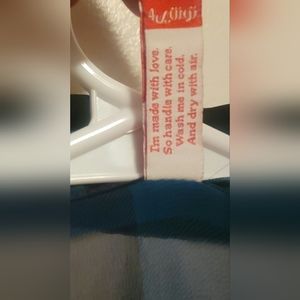 I'm made with love.
So handle with care.
Wash me in cold.
And dry with air.